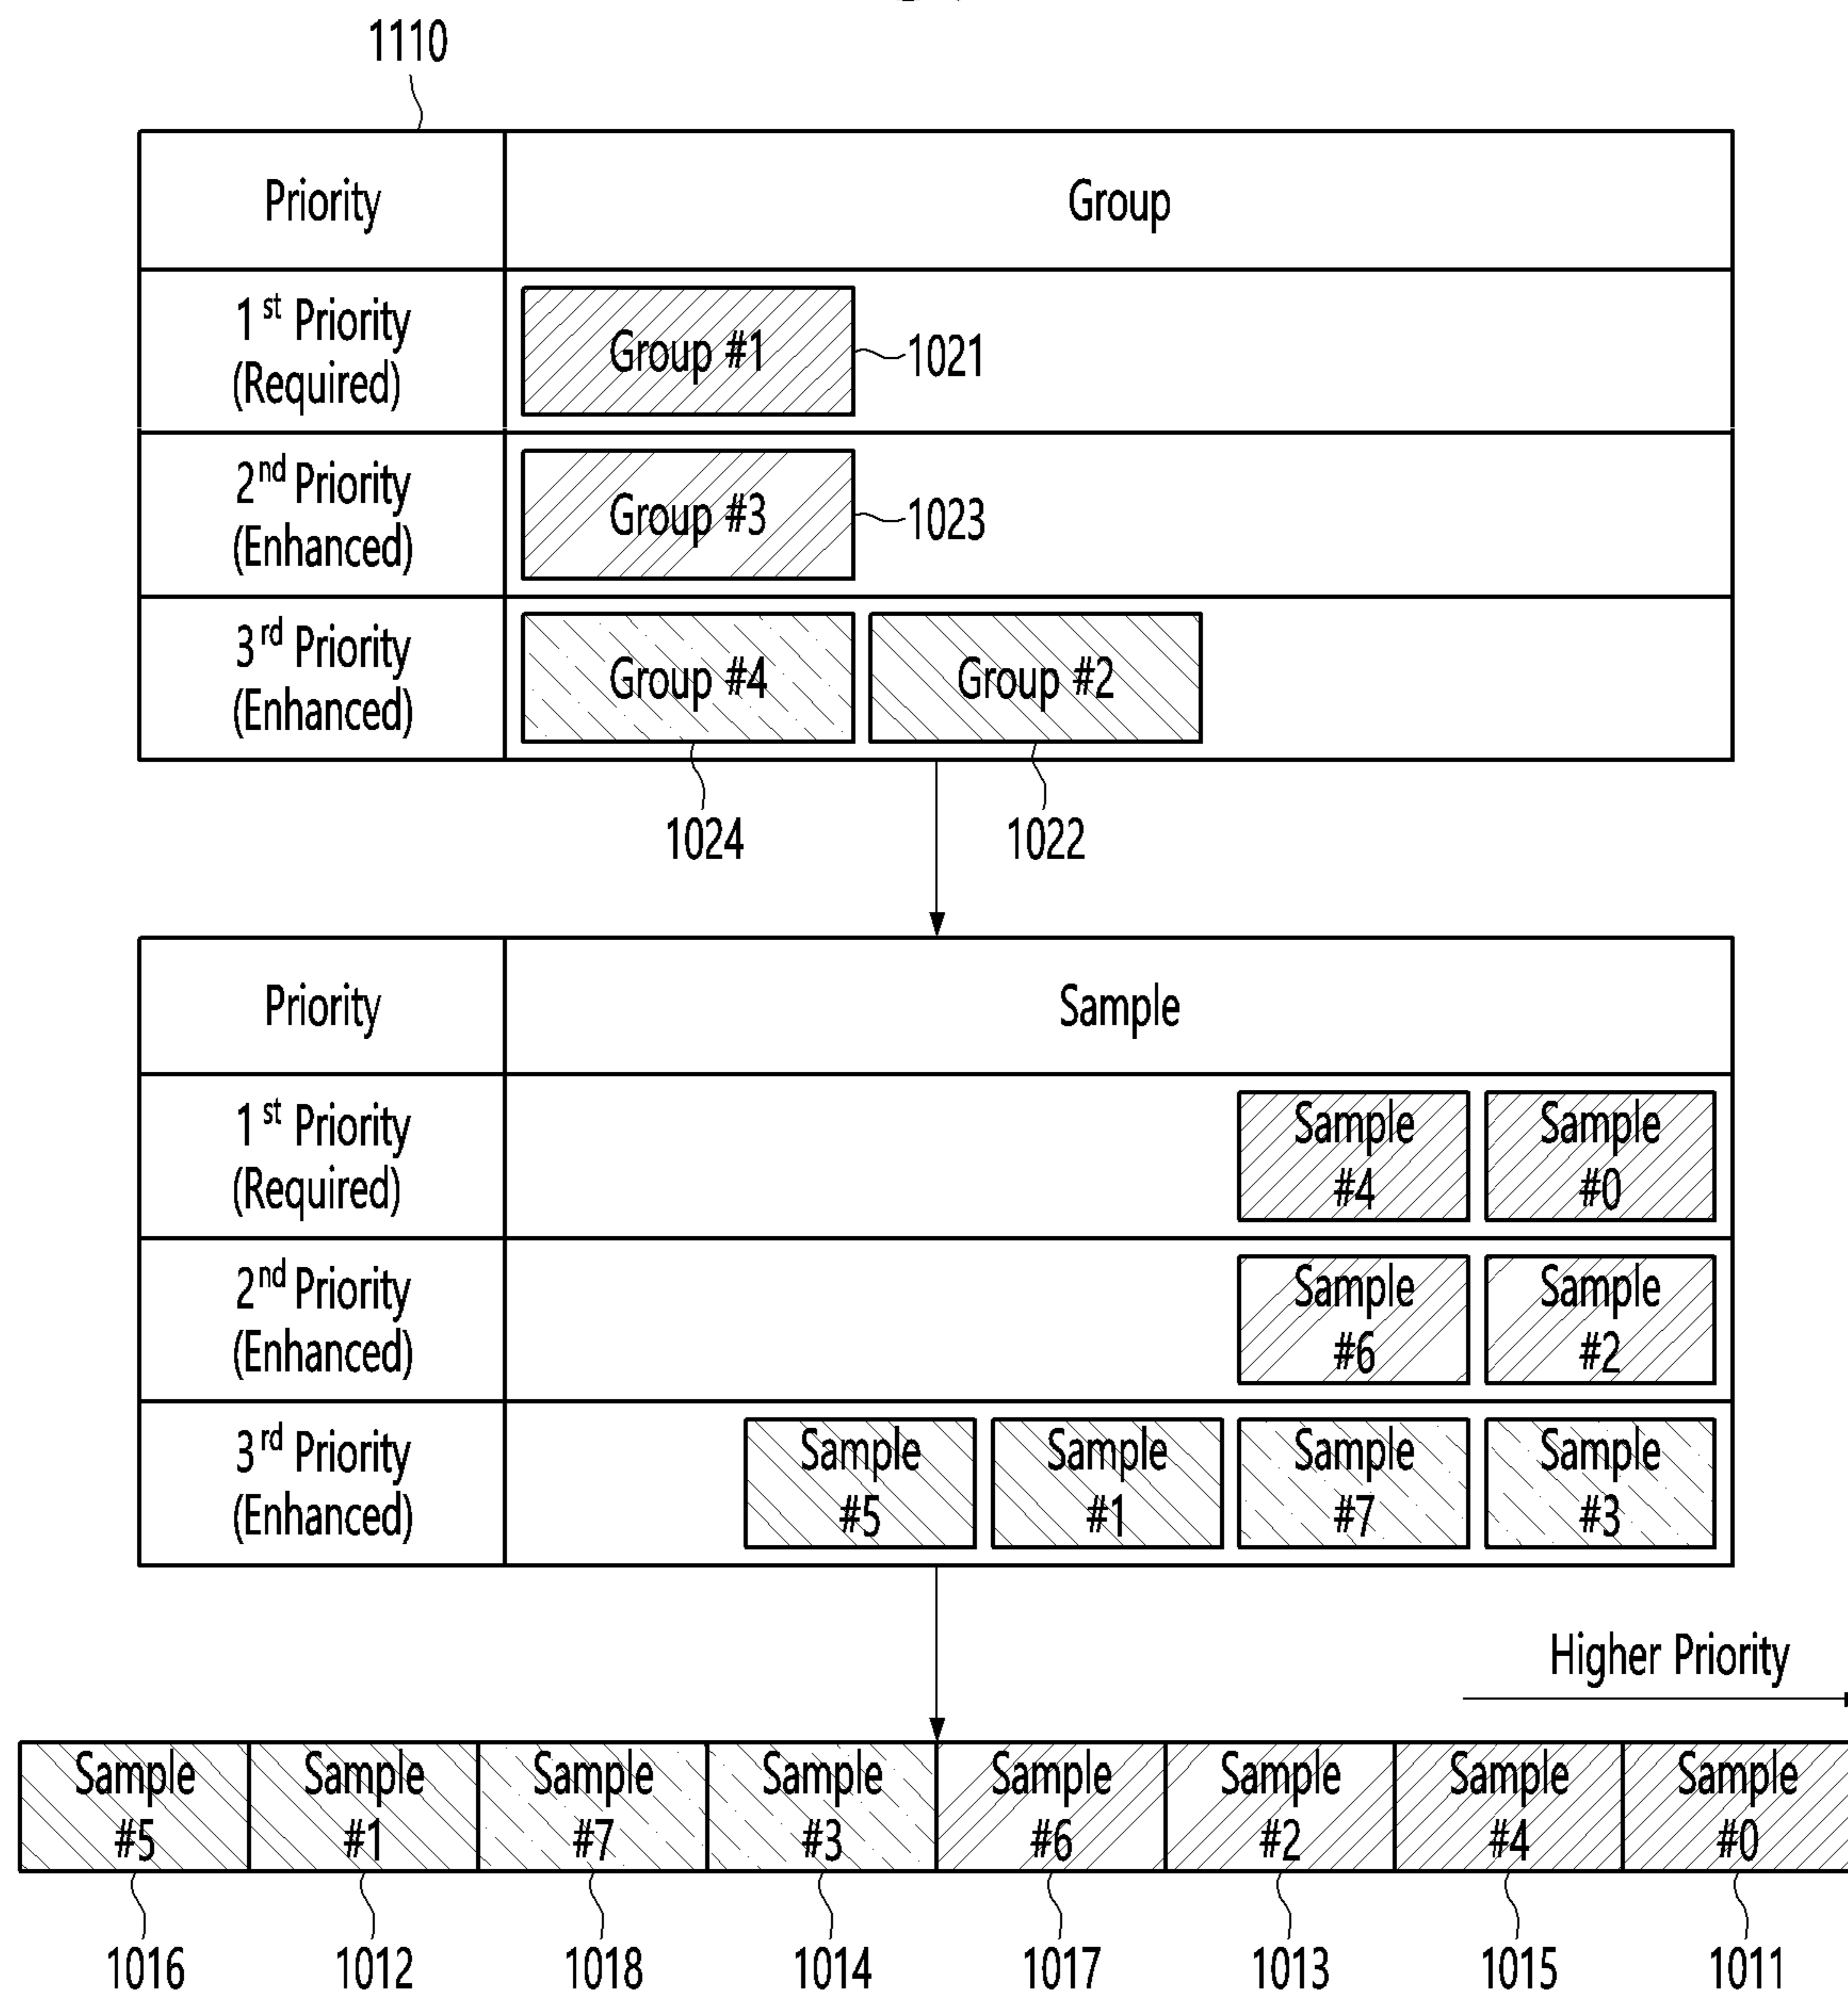 1110
Priority Group
1st Priority
(Required)
Group #1
1021
2nd Priority
(Enhanced)
Group #3
1023
3rd Priority
(Enhanced)
Group #4 Group #2
1024 1022
Priority Sample
1st Priority
(Required)
Sample Sample
#4 #0
2nd Priority
(Enhanced)
Sample Sample
#6 #2
3rd Priority
(Enhanced)
Sample Sample Sample Sample
#5 #1 #7 #3
Higher Priority
Sample Sample Sample Sample Sample Sample Sample Sample
#5 #1 #7 #3 #6 #2 #4 #0
1016 1012 1018 1014 1017 1013 1015 1011